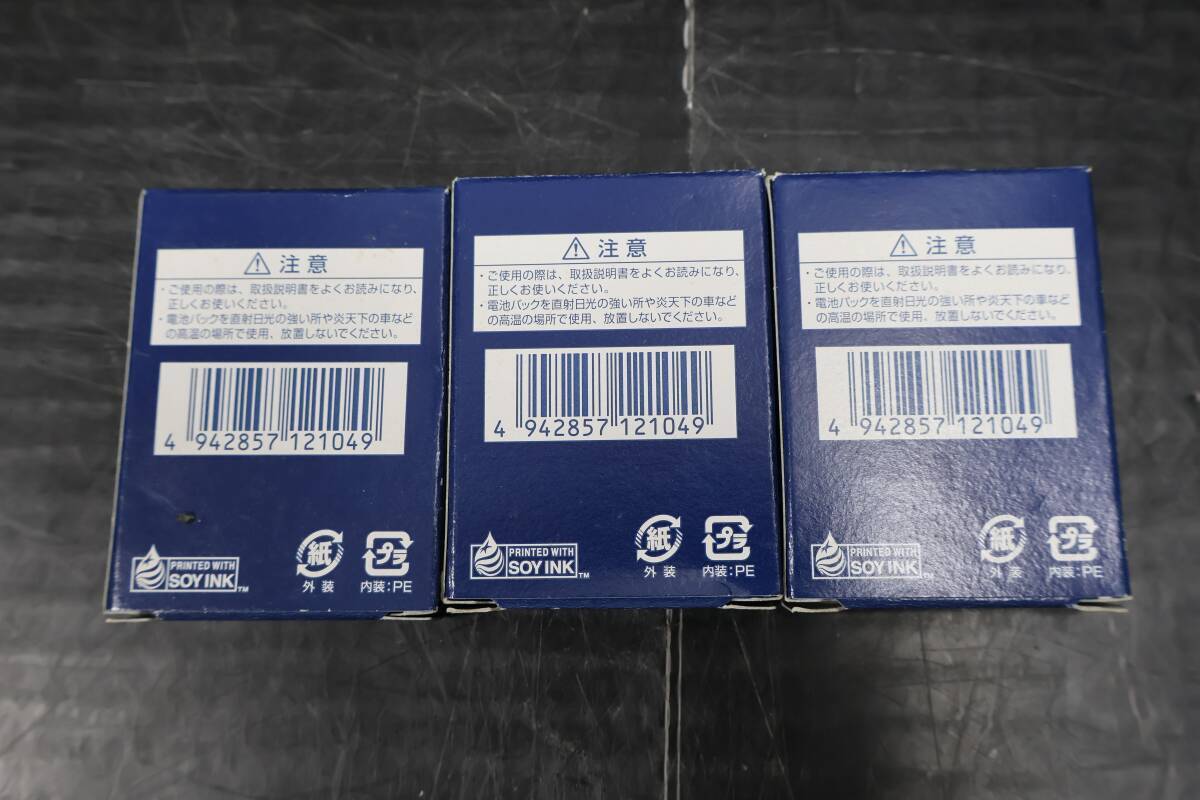 注意
・ご使用の際は、取扱説明書をよくお読みになり、
正しくお使いください。
・電池パックを直射日光の強い所や炎天下の車など
の高温の場所で使用、放置しないでください。
4 942857 121049
PRINTED WITH
SOY INK™
紙
外装
プラ
内装:PE
注意
・ご使用の際は、取扱説明書をよくお読みになり、
正しくお使いください。
・電池パックを直射日光の強い所や炎天下の車など
の高温の場所で使用、放置しないでください。
4 942857 121049
PRINTED WITH
SOY INK™
紙
外装
プラ
内装:PE
注意
・ご使用の際は、取扱説明書をよくお読みになり、
正しくお使いください。
・電池パックを直射日光の強い所や炎天下の車など
の高温の場所で使用、放置しないでください。
4 942857 121049
PRINTED WITH
SOY INK™
紙
外装
プラ
内装:PE